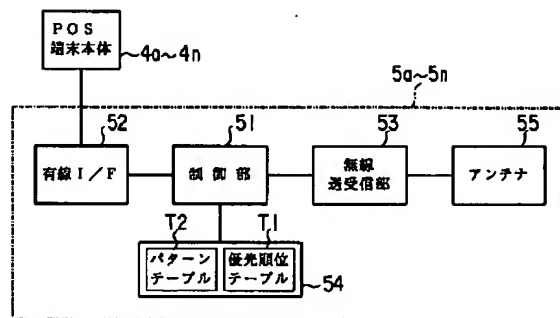 POS
端末本体
4a~4n
5a~5n
52
51
53
55
有線I/F
制御部
無線
送受信部
アンテナ
T2
T1
パターン
テーブル
優先順位
テーブル
54